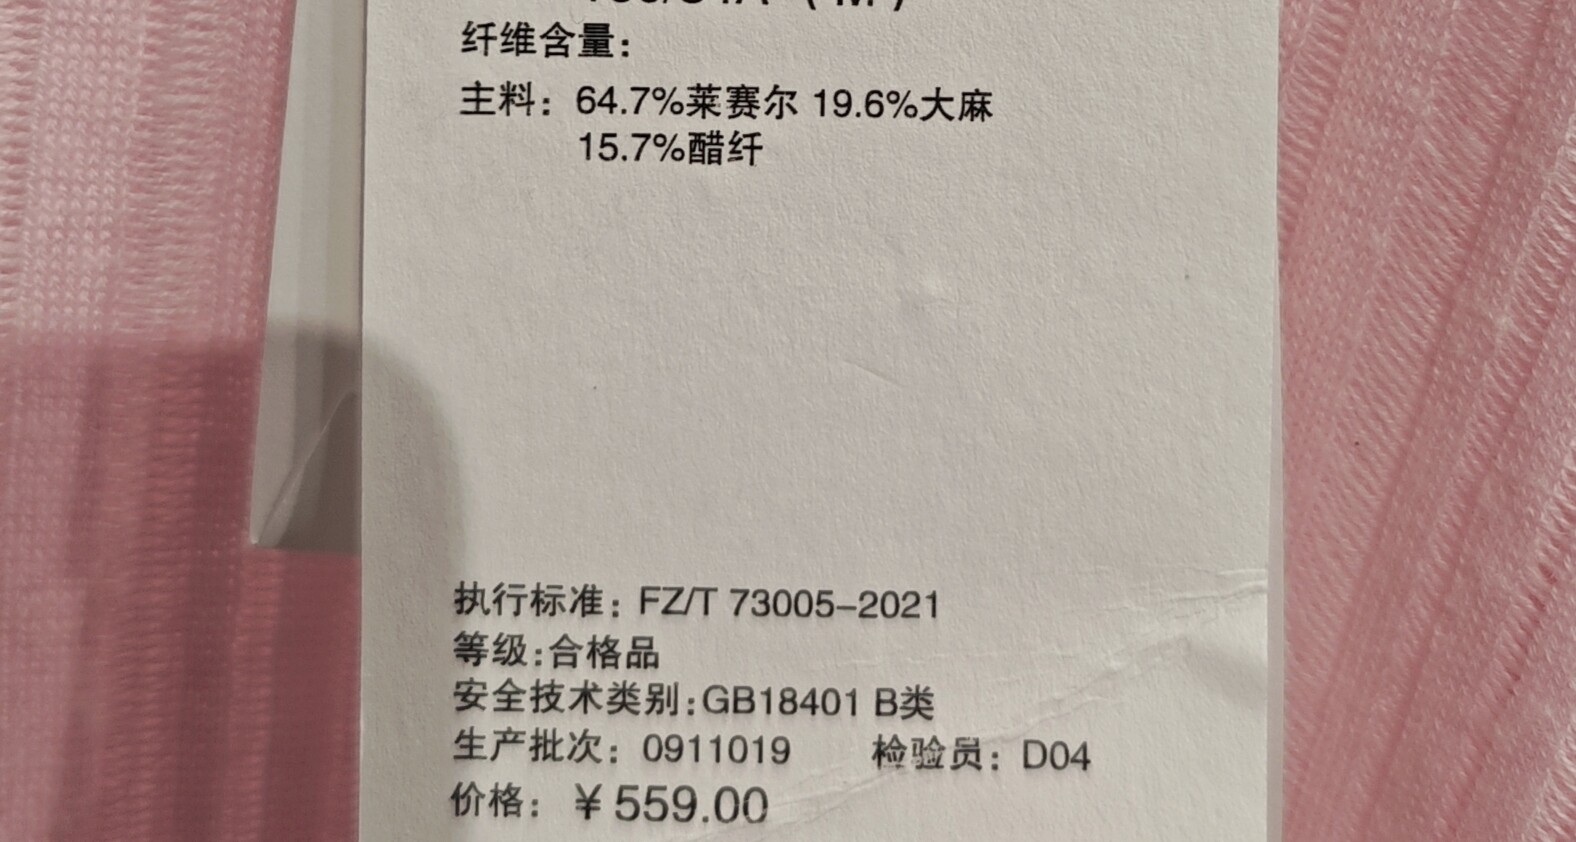 纤维含量：
主料：64.7%莱赛尔 19.6%大麻
15.7%醋纤
执行标准：FZ/T 73005–2021
等级:合格品
安全技术类别:GB18401 B类
生产批次：0911019 检验员：D04
价格：￥559.00